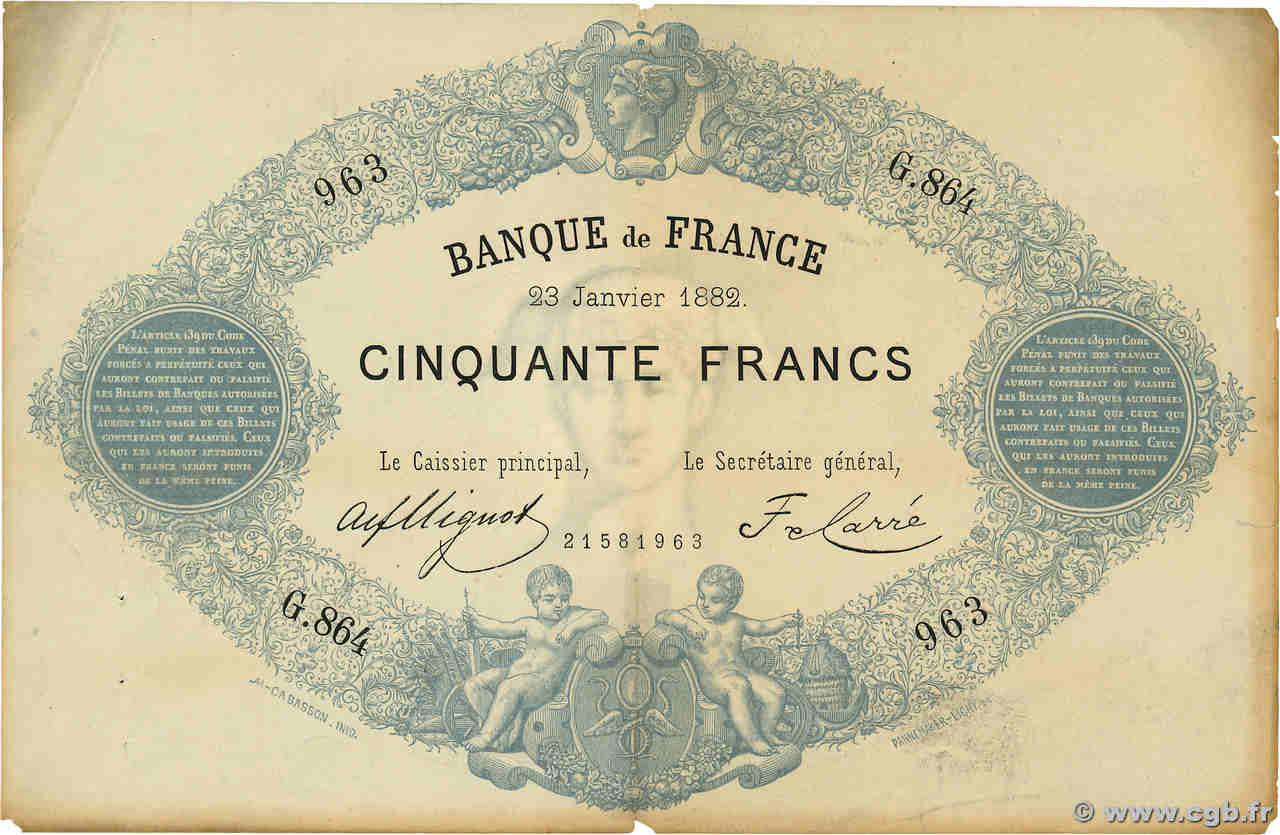 963
G.864
BANQUE de FRANCE
23 Janvier 1882.
CINQUANTE FRANCS
L'ARTICLE 139 DU CODE
PÉNAL PUNIT DES TRAVAUX
FORCÉS A PERPÉTUITÉ CEUX QUI
AURONT CONTREFAIT OU FALSIFIÉ
LES BILLETS DE BANQUES AUTORISÉES
PAR LA LOI, AINSI QUE CEUX QUI
AURONT FAIT USAGE DE CES BILLETS
CONTREFAITS OU FALSIFIÉS. CEUX
QUI LES AURONT INTRODUITS
EN FRANCE SERONT PUNIS
DE LA MÊME PEINE.
L'ARTICLE 139 DU CODE
PÉNAL PUNIT DES TRAVAUX
FORCÉS A PERPÉTUITÉ CEUX QUI
AURONT CONTREFAIT OU FALSIFIÉ
LES BILLETS DE BANQUES AUTORISÉES
PAR LA LOI, AINSI QUE CEUX QUI
AURONT FAIT USAGE DE CES BILLETS
CONTREFAITS OU FALSIFIÉS. CEUX
QUI LES AURONT INTRODUITS
EN FRANCE SERONT PUNIS
DE LA MÊME PEINE.
Le Caissier principal,
Le Secrétaire général,
Mignot
21581963
F. de Carré
G.864
963
CABASSON. INV.
© www.cgb.fr